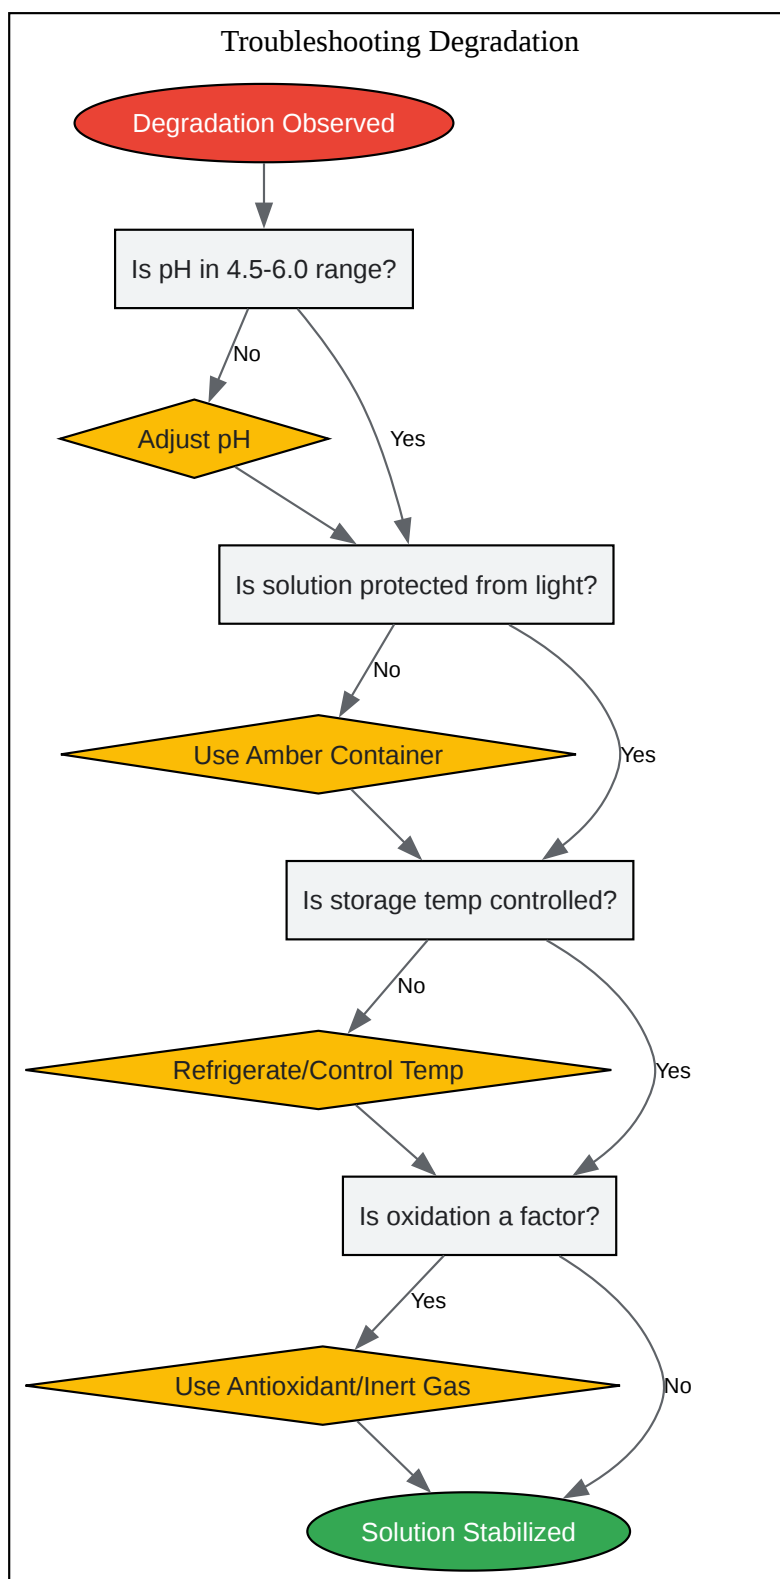 Troubleshooting Degradation
Degradation Observed
Is pH in 4.5-6.0 range?
No
Adjust pH
Yes
Is solution protected from light?
No
Use Amber Container
Yes
Is storage temp controlled?
No
Refrigerate/Control Temp
Yes
Is oxidation a factor?
Yes
Use Antioxidant/Inert Gas
No
Solution Stabilized